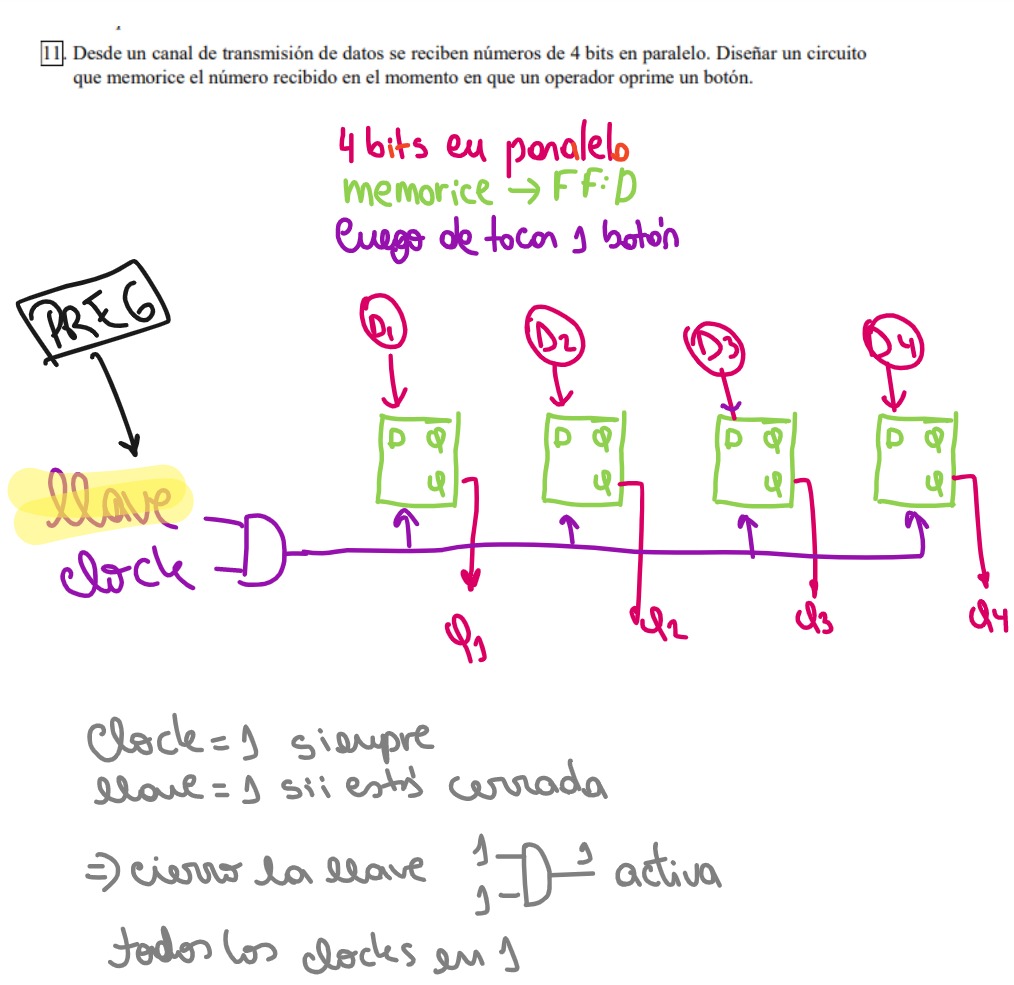 11. Desde un canal de transmisión de datos se reciben números de 4 bits en paralelo. Diseñar un circuito
que memorice el número recibido en el momento en que un operador oprime un botón.
4 bits en paralelo
memorice → FF:D
luego de tocar 1 botón
PREG
D1 D2 D3 D4
D Q D Q D Q D Q
Q Q Q Q
llave
clock
Q1 Q2 Q3 Q4
Clock = 1 siempre
llave = 1 sii está cerrada
⇒ cierro la llave 1 1 1 activa
todos los clocks en 1